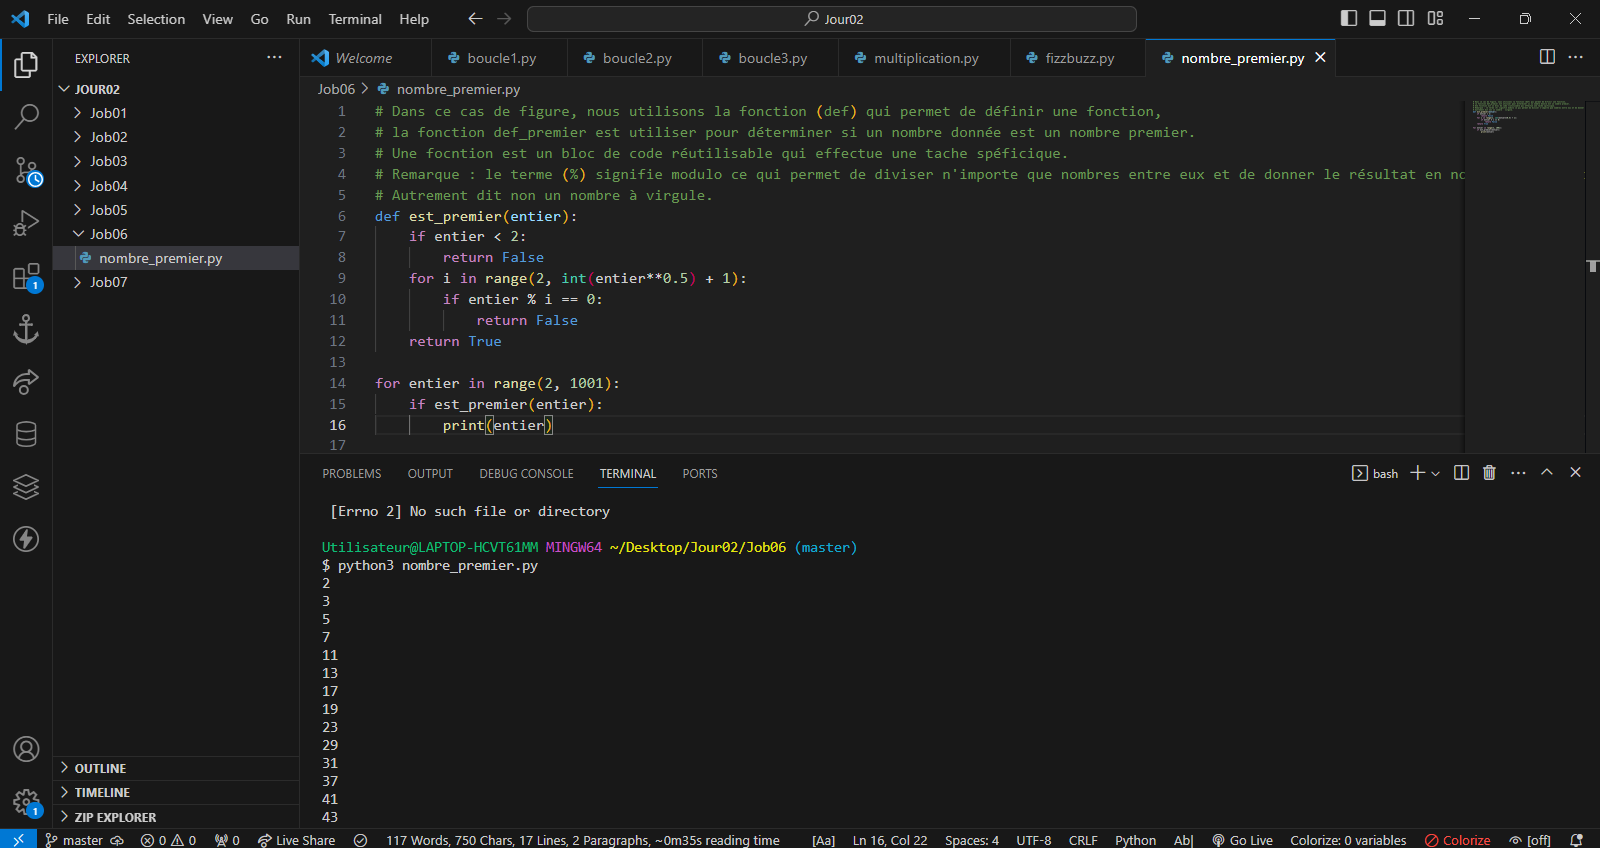 File Edit Selection View Go Run Terminal Help
Jour02
EXPLORER
Welcome boucle1.py boucle2.py boucle3.py multiplication.py fizzbuzz.py nombre_premier.py
JOUR02
Job01
Job02
Job03
Job04
Job05
Job06
nombre_premier.py
Job07
OUTLINE
TIMELINE
ZIP EXPLORER
1
1
Job06 > nombre_premier.py
1 # Dans ce cas de figure, nous utilisons la fonction (def) qui permet de définir une fonction,
2 # la fonction def_premier est utiliser pour déterminer si un nombre donnée est un nombre premier.
3 # Une focntion est un bloc de code réutilisable qui effectue une tache spéficique.
4 # Remarque : le terme (%) signifie modulo ce qui permet de diviser n'importe que nombres entre eux et de donner le résultat en no
5 # Autrement dit non un nombre à virgule.
6 def est_premier(entier):
7 if entier < 2:
8 return False
9 for i in range(2, int(entier**0.5) + 1):
10 if entier % i == 0:
11 return False
12 return True
13
14 for entier in range(2, 1001):
15 if est_premier(entier):
16 print(entier)
17
PROBLEMS OUTPUT DEBUG CONSOLE TERMINAL PORTS
bash
[Errno 2] No such file or directory
Utilisateur@LAPTOP-HCVT61MM MINGW64 ~/Desktop/Jour02/Job06 (master)
$ python3 nombre_premier.py
2
3
5
7
11
13
17
19
23
29
31
37
41
43
master 0 0 0 Live Share 117 Words, 750 Chars, 17 Lines, 2 Paragraphs, ~0m35s reading time [Aa] Ln 16, Col 22 Spaces: 4 UTF-8 CRLF Python Ab| Go Live Colorize: 0 variables Colorize [off]